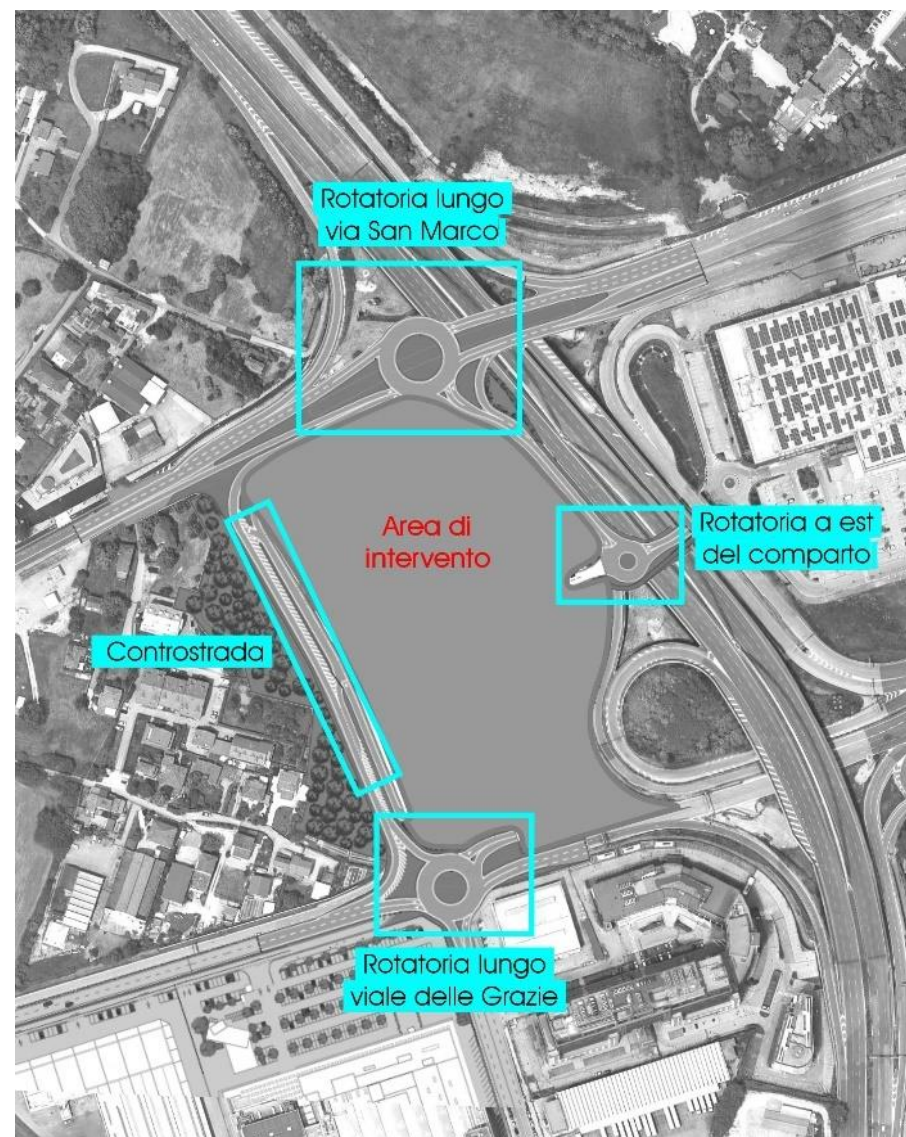 Rotatoria lungo
via San Marco
Area di
intervento
Rotatoria a est
del comparto
Controstrada
Rotatoria lungo
viale delle Grazie